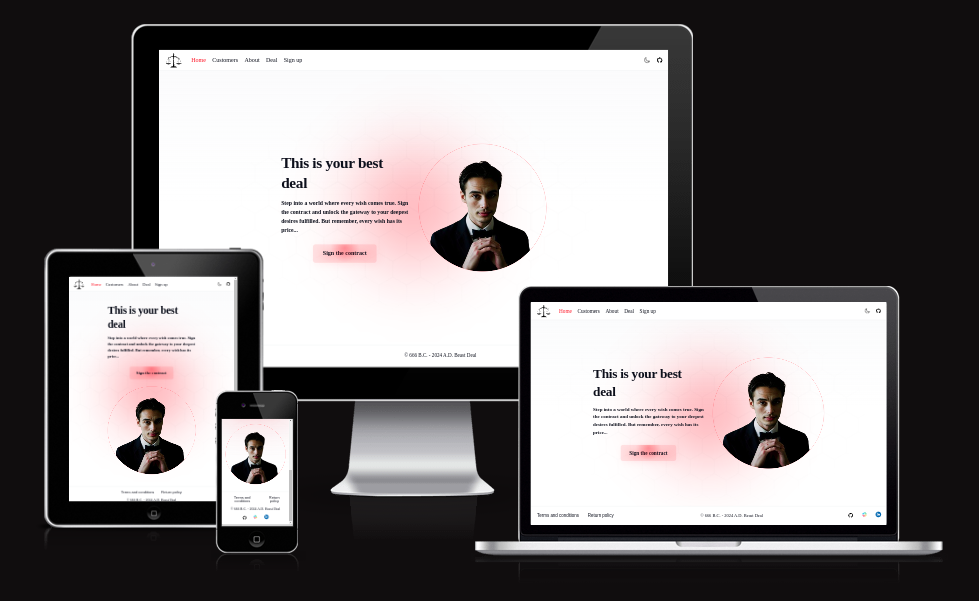 Home Customers About Deal Sign up
This is your best
deal
Step into a world where every wish comes true. Sign
the contract and unlock the gateway to your deepest
desires fulfilled. But remember, every wish has its
price...
Sign the contract
© 666 B.C. - 2024 A.D. Beast Deal
Home Customers About Deal Sign up
This is your best
deal
Step into a world where every wish comes true. Sign
the contract and unlock the gateway to your deepest
desires fulfilled. But remember, every wish has its
price...
Sign the contract
Terms and conditions Return policy
© 666 B.C. - 2024 A.D. Beast Deal
Terms and
conditions
Return
policy
© 666 B.C. - 2024 A.D. Beast Deal
Home Customers About Deal Sign up
This is your best
deal
Step into a world where every wish comes true. Sign
the contract and unlock the gateway to your deepest
desires fulfilled. But remember, every wish has its
price...
Sign the contract
Terms and conditions Return policy
© 666 B.C. - 2024 A.D. Beast Deal